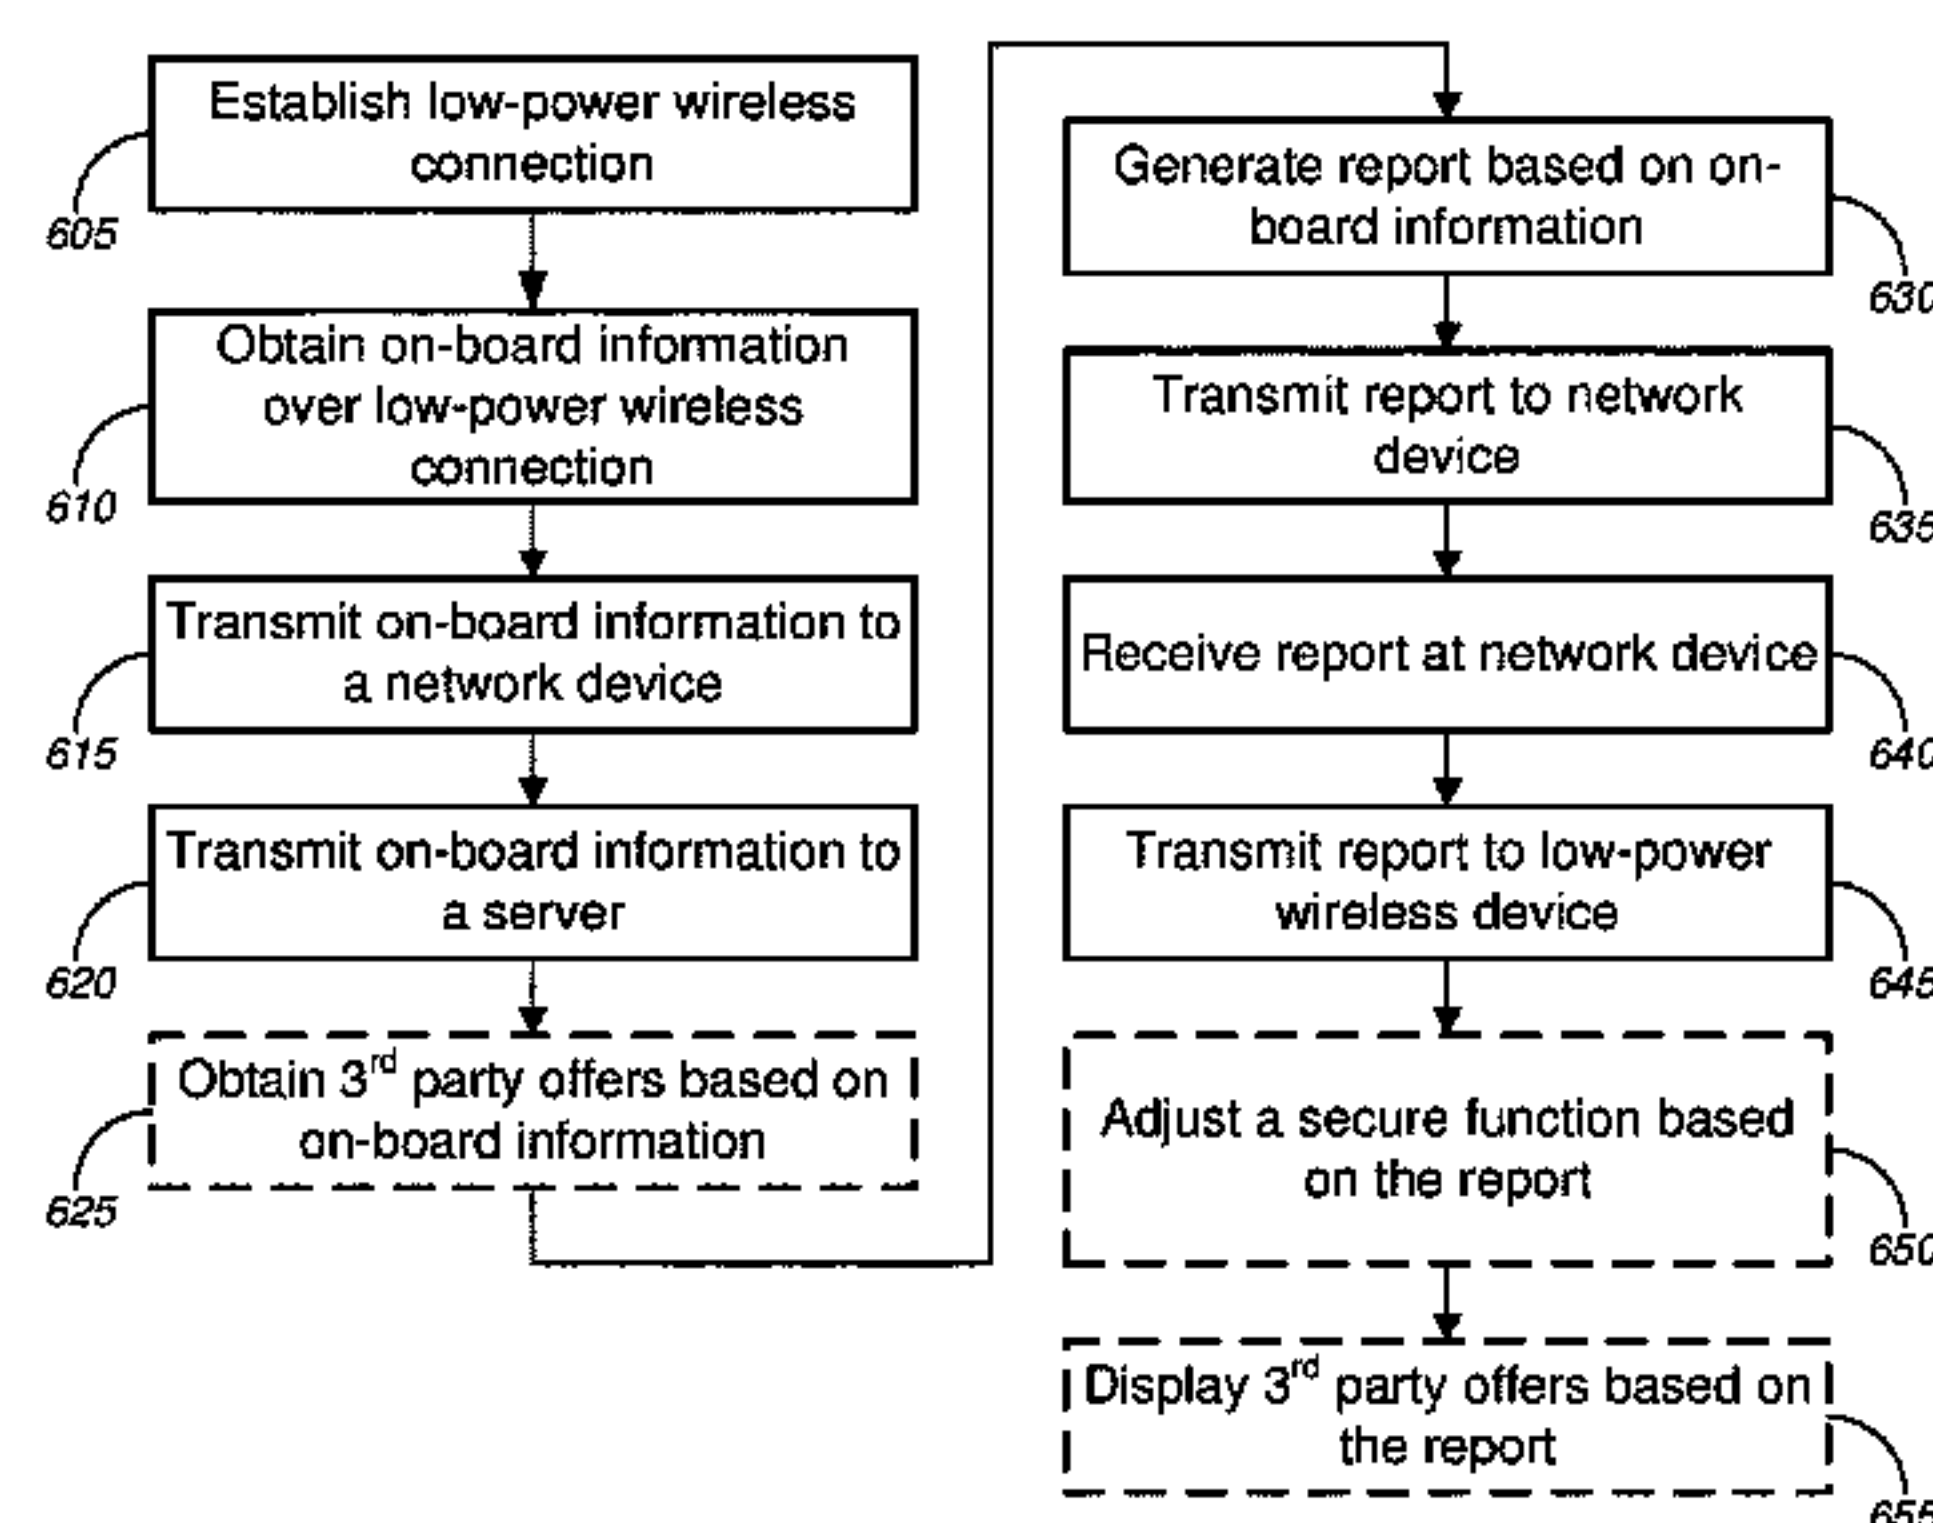 Establish low-power wireless
connection
605
Obtain on-board information
over low-power wireless
connection
610
Transmit on-board information to
a network device
615
Transmit on-board information to
a server
620
Obtain 3rd party offers based on
on-board information
625
Generate report based on on-
board information
630
Transmit report to network
device
635
Receive report at network device
640
Transmit report to low-power
wireless device
645
Adjust a secure function based
on the report
650
Display 3rd party offers based on
the report
655